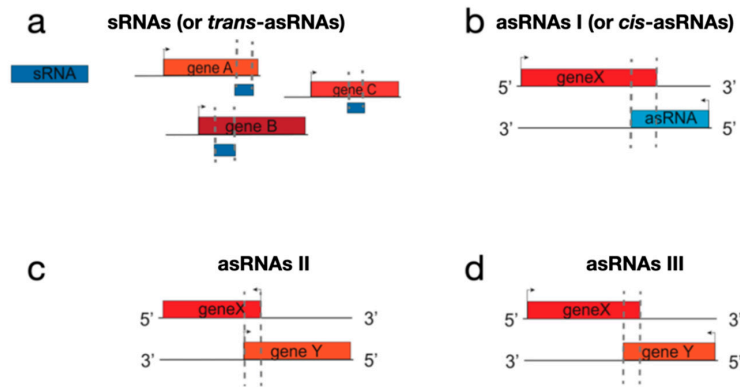 a sRNAs (or trans-asRNAs)
sRNA
gene A
gene C
gene B
b asRNAs I (or cis-asRNAs)
geneX
5’ 3’
asRNA
3’ 5’
c asRNAs II
geneX
5’ 3’
gene Y
3’ 5’
d asRNAs III
geneX
5’ 3’
gene Y
3’ 5’